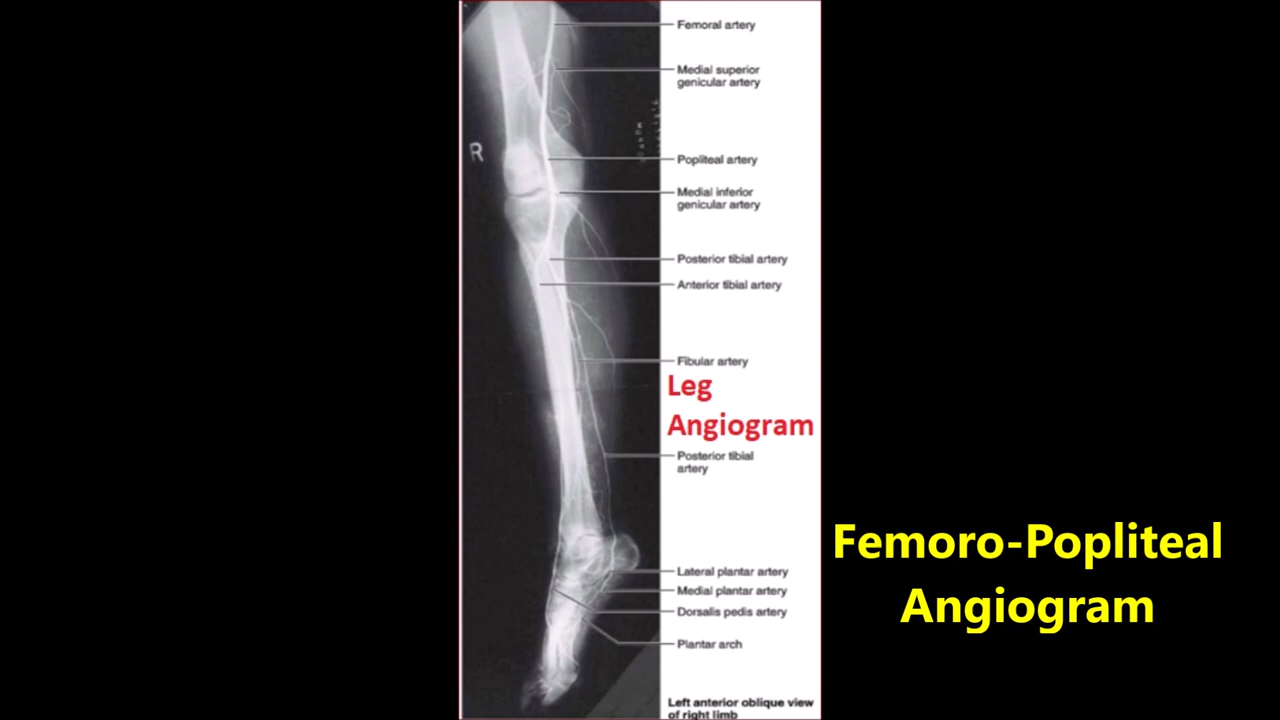 Femoral artery
Medial superior
genicular artery
R
Popliteal artery
Medial inferior
genicular artery
Posterior tibial artery
Anterior tibial artery
Fibular artery
Leg
Angiogram
Posterior tibial
artery
Femoro-Popliteal
Angiogram
Lateral plantar artery
Medial plantar artery
Dorsalis pedis artery
Plantar arch
Left anterior oblique view
of right limb